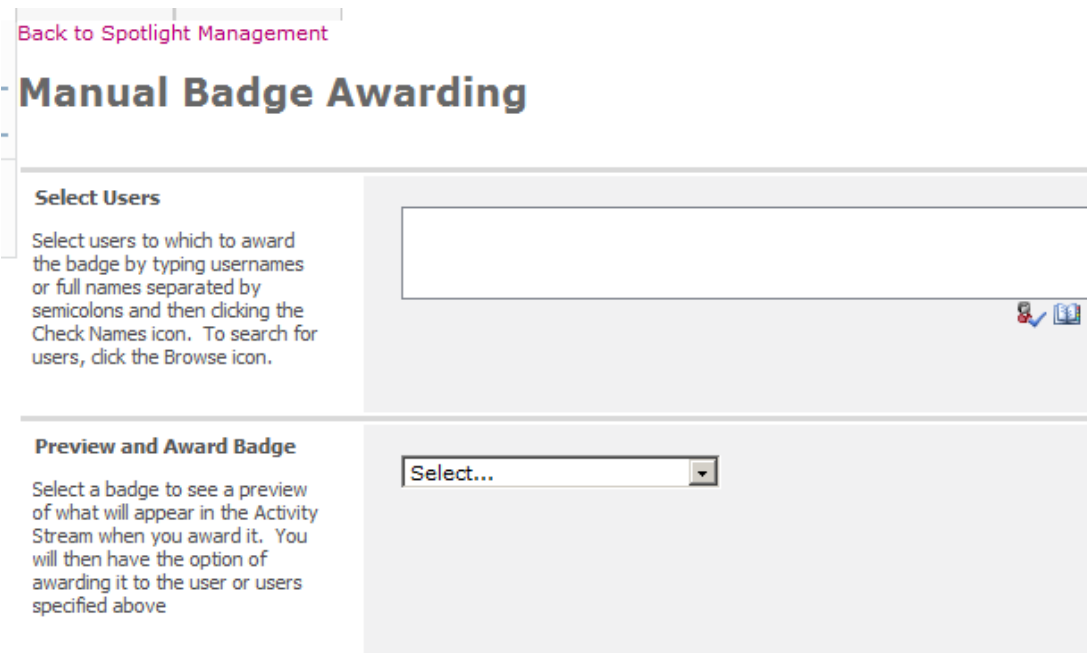 Back to Spotlight Management
Manual Badge Awarding
Select Users
Select users to which to award
the badge by typing usernames
or full names separated by
semicolons and then clicking the
Check Names icon.  To search for
users, click the Browse icon.
Preview and Award Badge
Select a badge to see a preview
of what will appear in the Activity
Stream when you award it.  You
will then have the option of
awarding it to the user or users
specified above
Select...